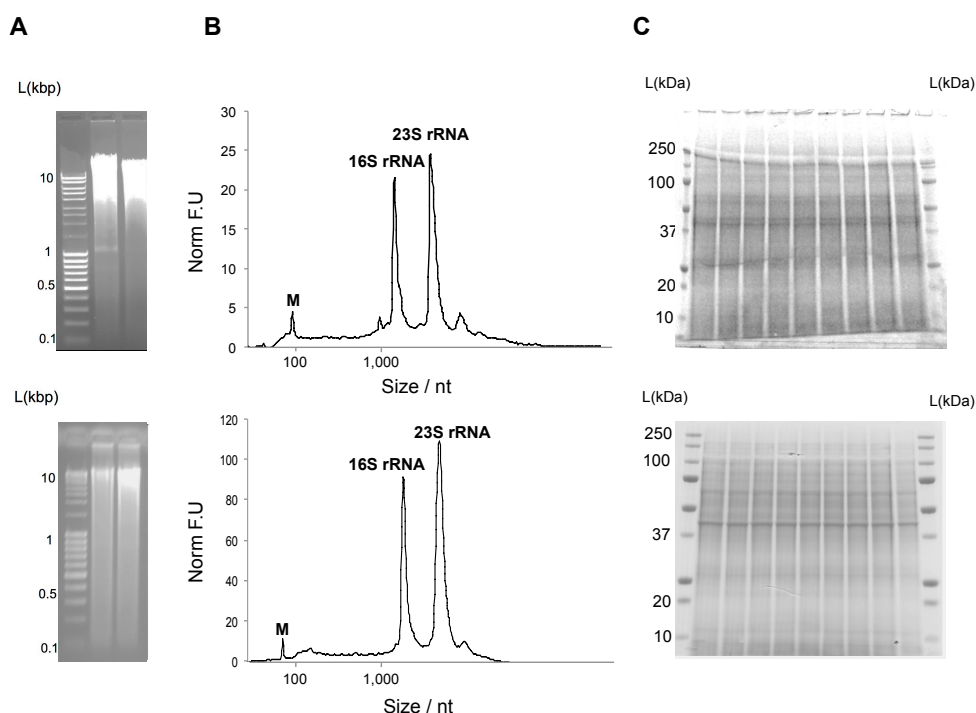 A
B
C
L(kbp)
10
1
0.5
0.1
30
25
20
15
10
5
0
Norm F.U
M
16S rRNA
23S rRNA
100
1,000
Size / nt
L(kDa)
L(kDa)
250
100
37
20
10
L(kbp)
10
1
0.5
0.1
120
100
80
60
40
20
0
Norm F.U
M
16S rRNA
23S rRNA
100
1,000
Size / nt
L(kDa)
L(kDa)
250
100
37
20
10